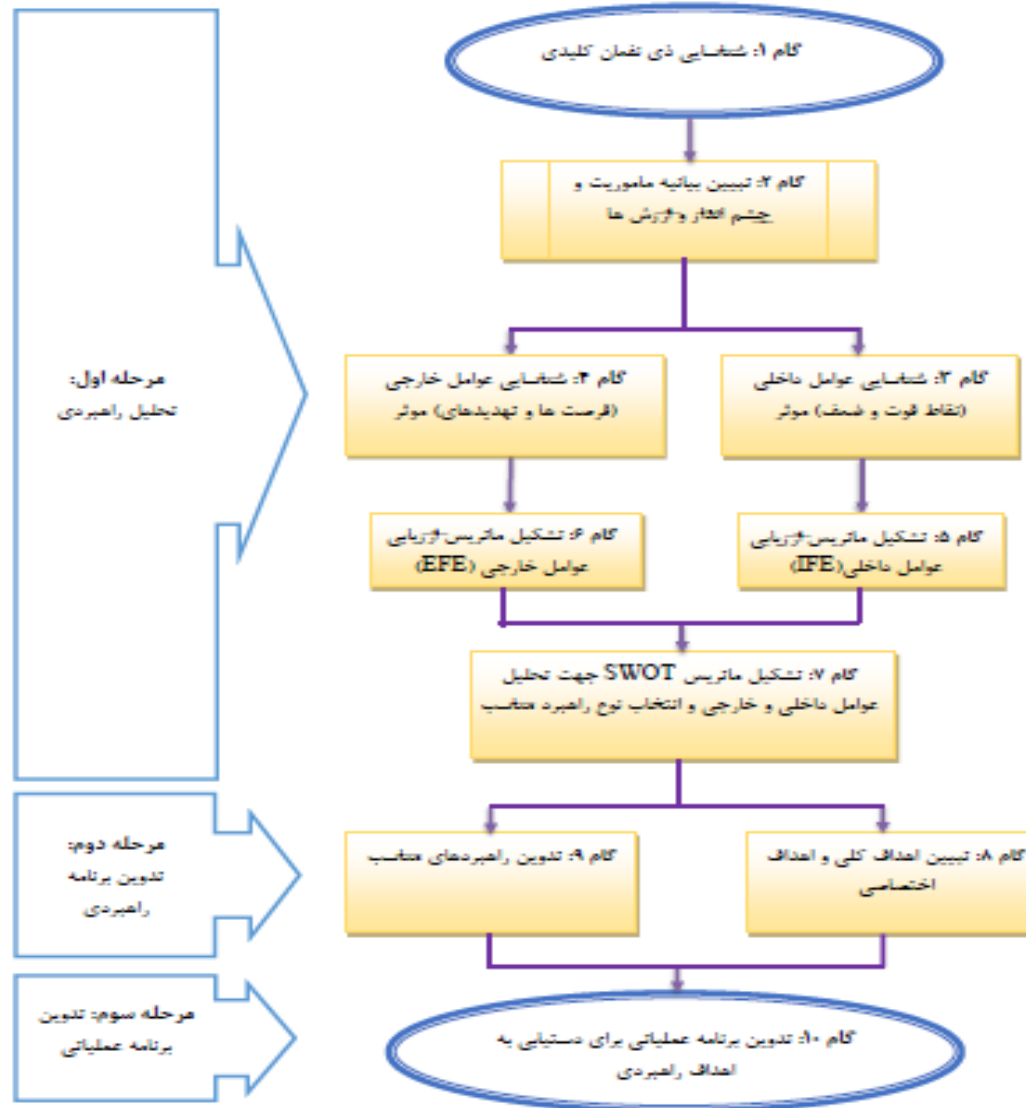 گام ۱: شناسایی ذی نفعان کلیدی
گام ۲: تبیین بیانیه ماموریت و
چشم انداز و ارزش ها
مرحله اول:
تحلیل راهبردی
گام ۳: شناسایی عوامل داخلی
(نقاط قوت و ضعف) موثر
گام ۴: شناسایی عوامل خارجی
(فرصت ها و تهدیدهای) موثر
گام ۵: تشکیل ماتریس ارزیابی
عوامل داخلی(IFE)
گام ۶: تشکیل ماتریس ارزیابی
عوامل خارجی (EFE)
گام ۷: تشکیل ماتریس SWOT جهت تحلیل
عوامل داخلی و خارجی و انتخاب نوع راهبرد مناسب
مرحله دوم:
تدوین برنامه
راهبردی
گام ۸: تبیین اهداف کلی و اهداف
اختصاصی
گام ۹: تدوین راهبردهای مناسب
مرحله سوم: تدوین
برنامه عملیاتی
گام ۱۰: تدوین برنامه عملیاتی برای دستیابی به
اهداف راهبردی